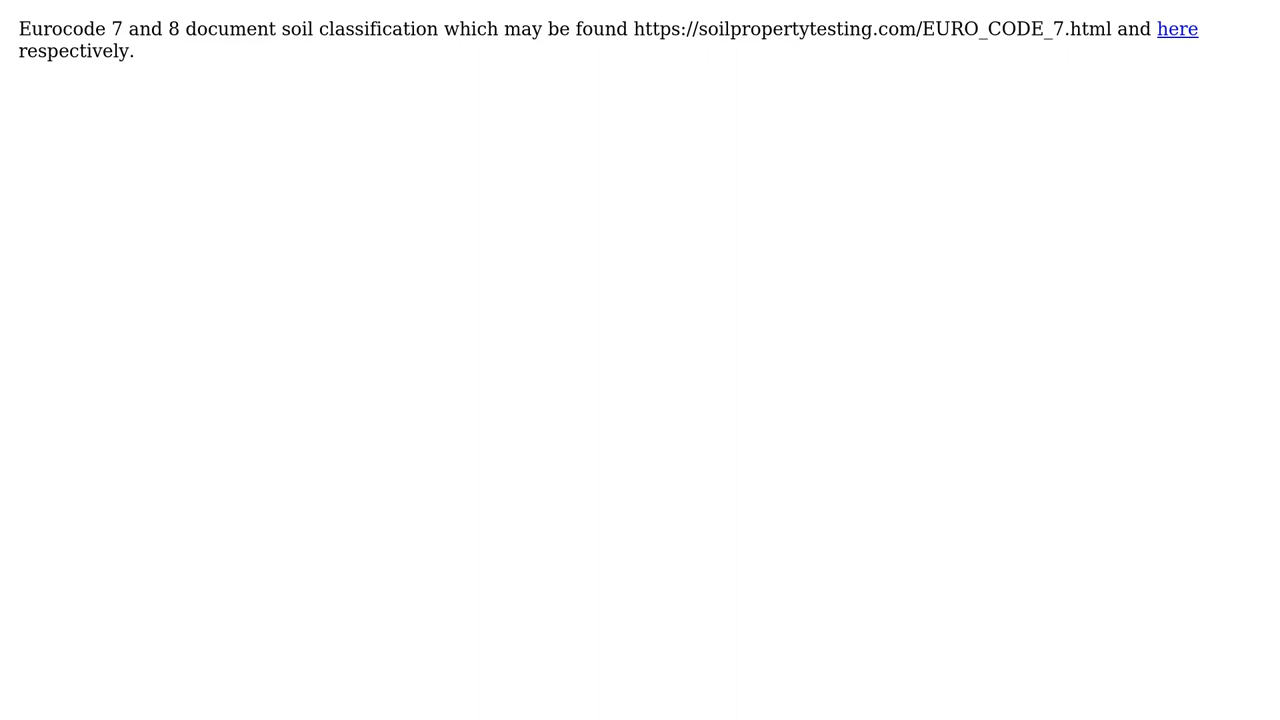 Eurocode 7 and 8 document soil classification which may be found https://soilpropertytesting.com/EURO_CODE_7.html and here
respectively.